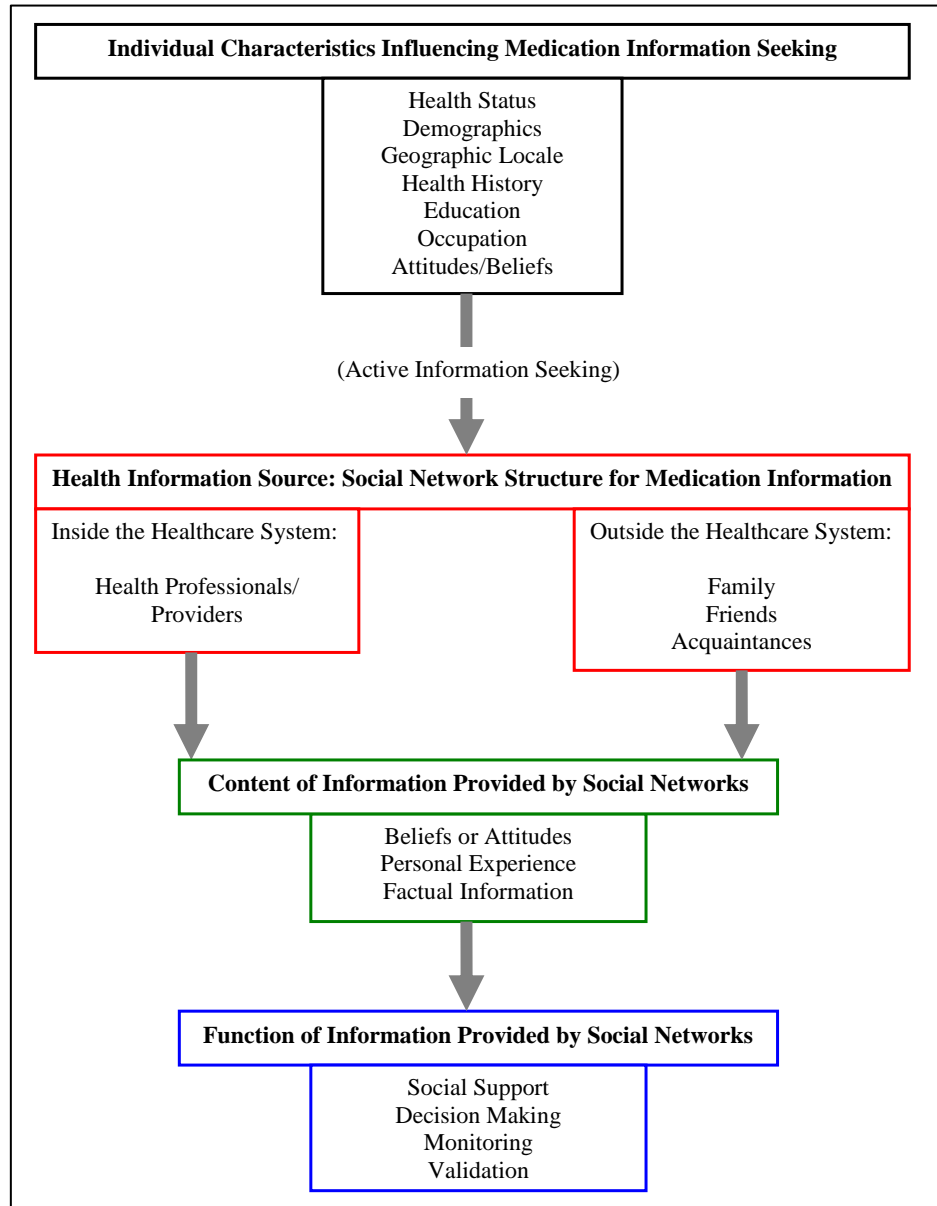 Individual Characteristics Influencing Medication Information Seeking
Health Status
Demographics
Geographic Locale
Health History
Education
Occupation
Attitudes/Beliefs
(Active Information Seeking)
Health Information Source: Social Network Structure for Medication Information
Inside the Healthcare System:
Health Professionals/
Providers
Outside the Healthcare System:
Family
Friends
Acquaintances
Content of Information Provided by Social Networks
Beliefs or Attitudes
Personal Experience
Factual Information
Function of Information Provided by Social Networks
Social Support
Decision Making
Monitoring
Validation